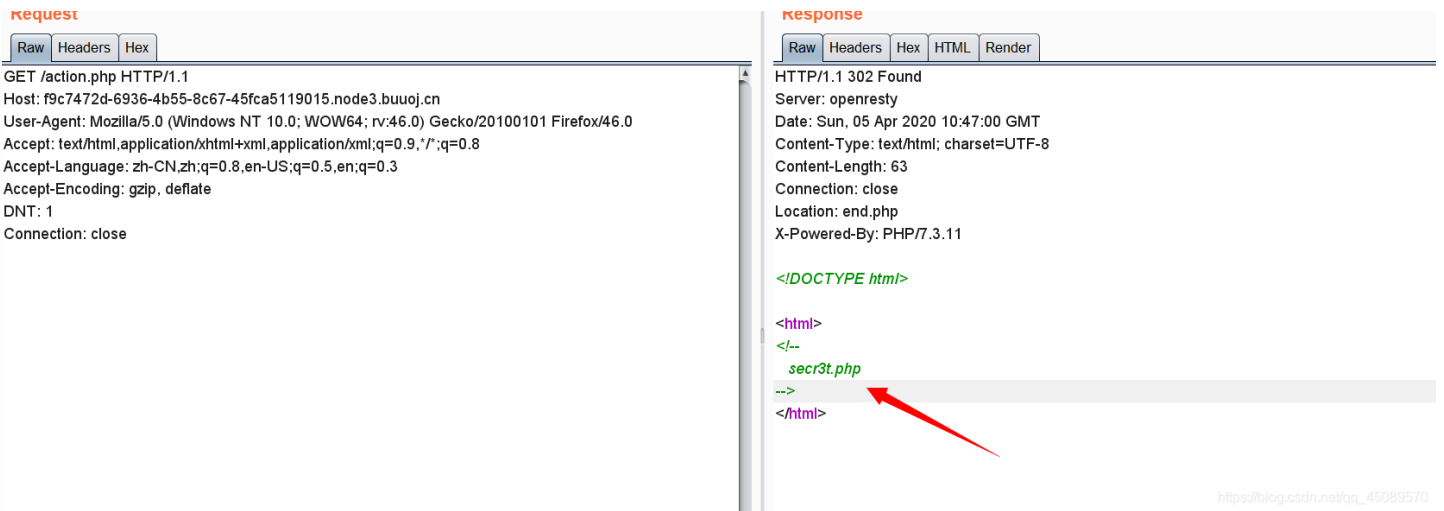 Request
Raw Headers Hex
GET /action.php HTTP/1.1
Host: f9c7472d-6936-4b55-8c67-45fca5119015.node3.buuoj.cn
User-Agent: Mozilla/5.0 (Windows NT 10.0; WOW64; rv:46.0) Gecko/20100101 Firefox/46.0
Accept: text/html,application/xhtml+xml,application/xml;q=0.9,*/*;q=0.8
Accept-Language: zh-CN,zh;q=0.8,en-US;q=0.5,en;q=0.3
Accept-Encoding: gzip, deflate
DNT: 1
Connection: close
Response
Raw Headers Hex HTML Render
HTTP/1.1 302 Found
Server: openresty
Date: Sun, 05 Apr 2020 10:47:00 GMT
Content-Type: text/html; charset=UTF-8
Content-Length: 63
Connection: close
Location: end.php
X-Powered-By: PHP/7.3.11
<!DOCTYPE html>
<html>
<!--
secr3t.php
-->
</html>
https://blog.csdn.net/qq_45089570